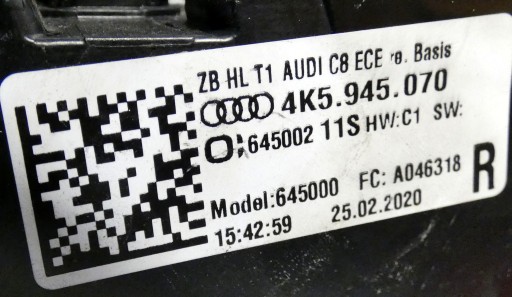 ZB HL T1 AUDI C8 ECE re. Basis
4K5.945.070
O:645002 11S HW:C1 SW:
Model:645000 FC: A046318 R
15:42:59 25.02.2020